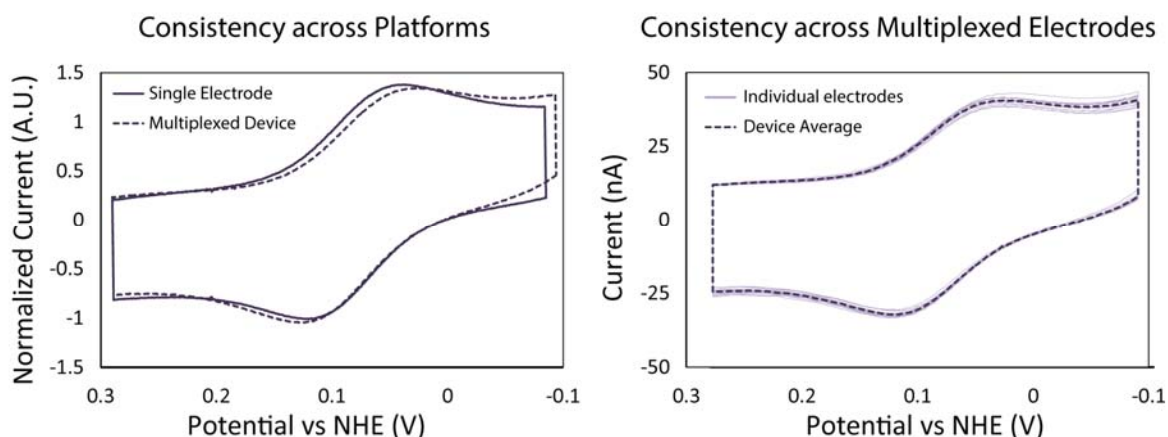 Consistency across Platforms
Normalized Current (A.U.)
1.5
1
0.5
0
-0.5
-1
-1.5
Single Electrode
Multiplexed Device
0.3
0.2
0.1
0
-0.1
Potential vs NHE (V)
Consistency across Multiplexed Electrodes
Current (nA)
50
25
0
-25
-50
Individual electrodes
Device Average
0.3
0.2
0.1
0
-0.1
Potential vs NHE (V)